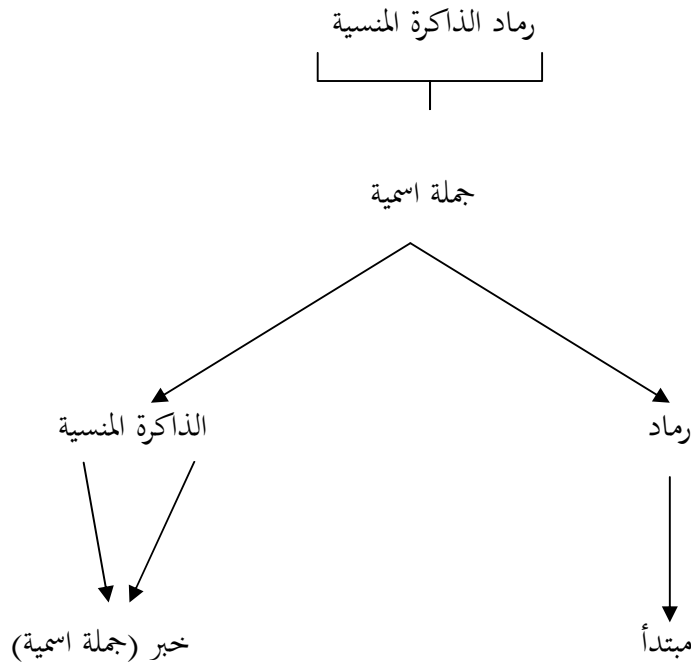 رماد الذاكرة المنسية
جملة اسمية
رماد
الذاكرة المنسية
مبتدأ
خبر (جملة اسمية)